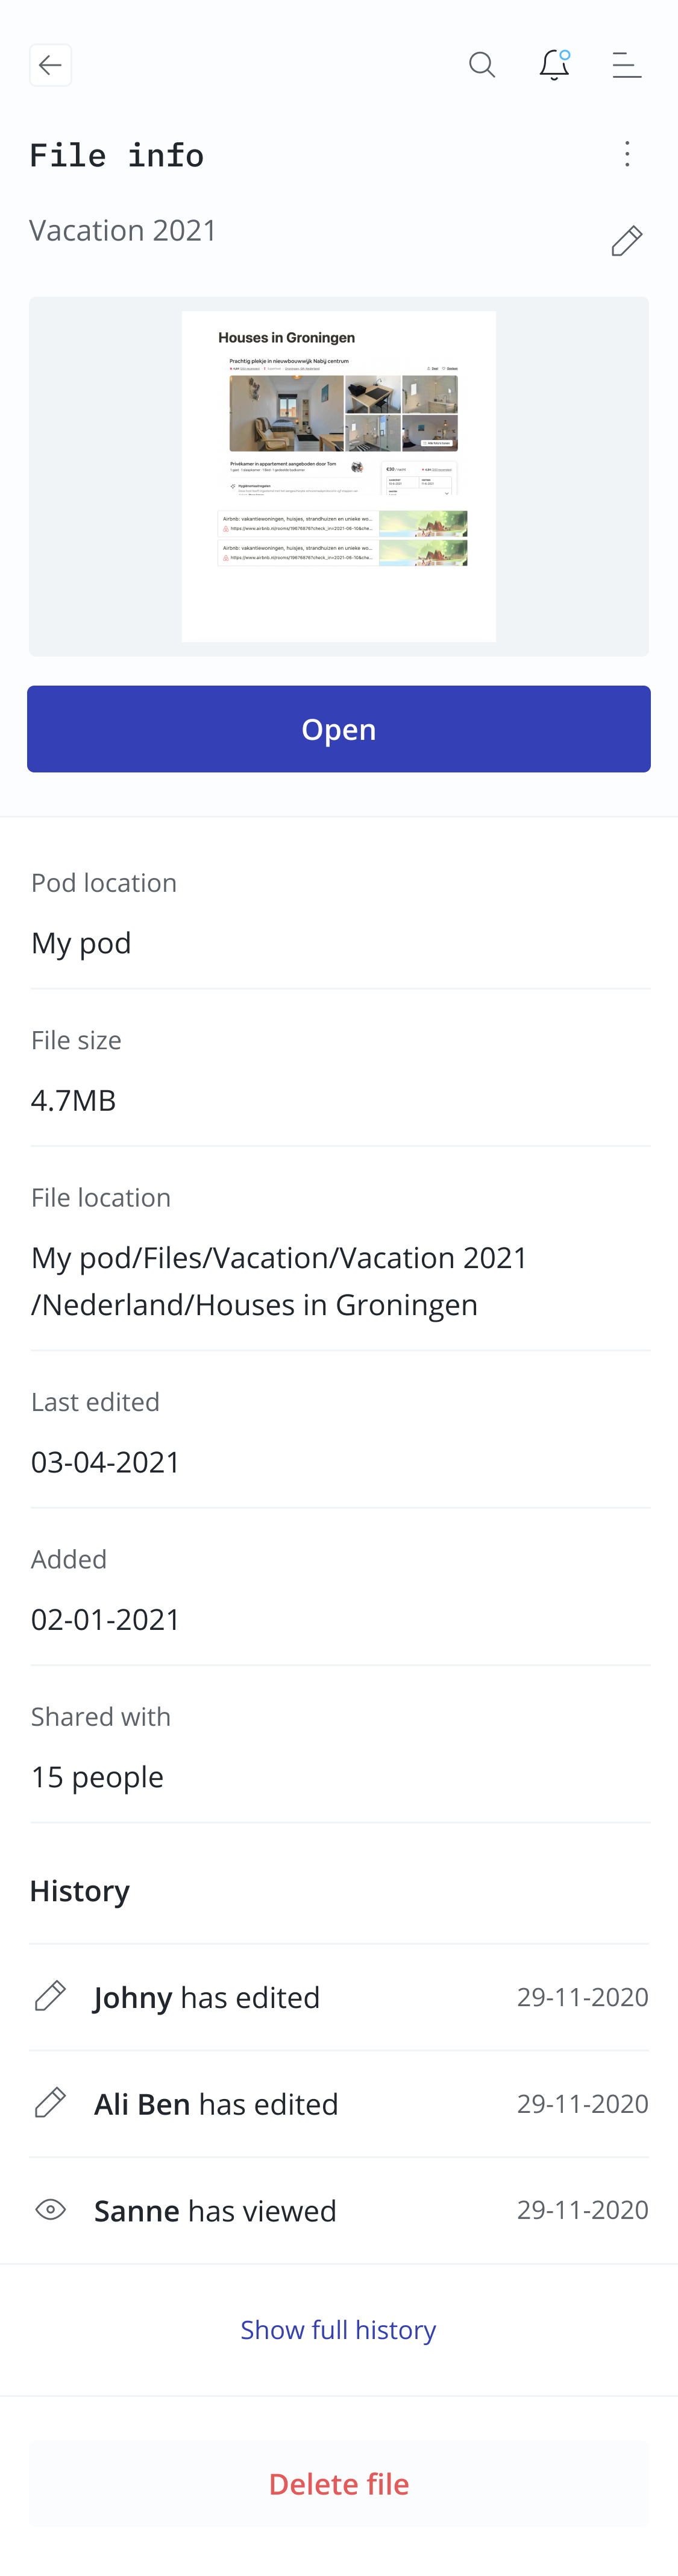 File info
Vacation 2021
Houses in Groningen
Prachtig plekje in nieuwbouwwijk Nabij centrum
Privékamer in appartement aangeboden door Tom
Airbnb: vakantiewoningen, huisjes, strandhuizen en unieke wo...
Airbnb: vakantiewoningen, huisjes, strandhuizen en unieke wo...
Open
Pod location
My pod
File size
4.7MB
File location
My pod/Files/Vacation/Vacation 2021
/Nederland/Houses in Groningen
Last edited
03-04-2021
Added
02-01-2021
Shared with
15 people
History
Johny has edited 29-11-2020
Ali Ben has edited 29-11-2020
Sanne has viewed 29-11-2020
Show full history
Delete file